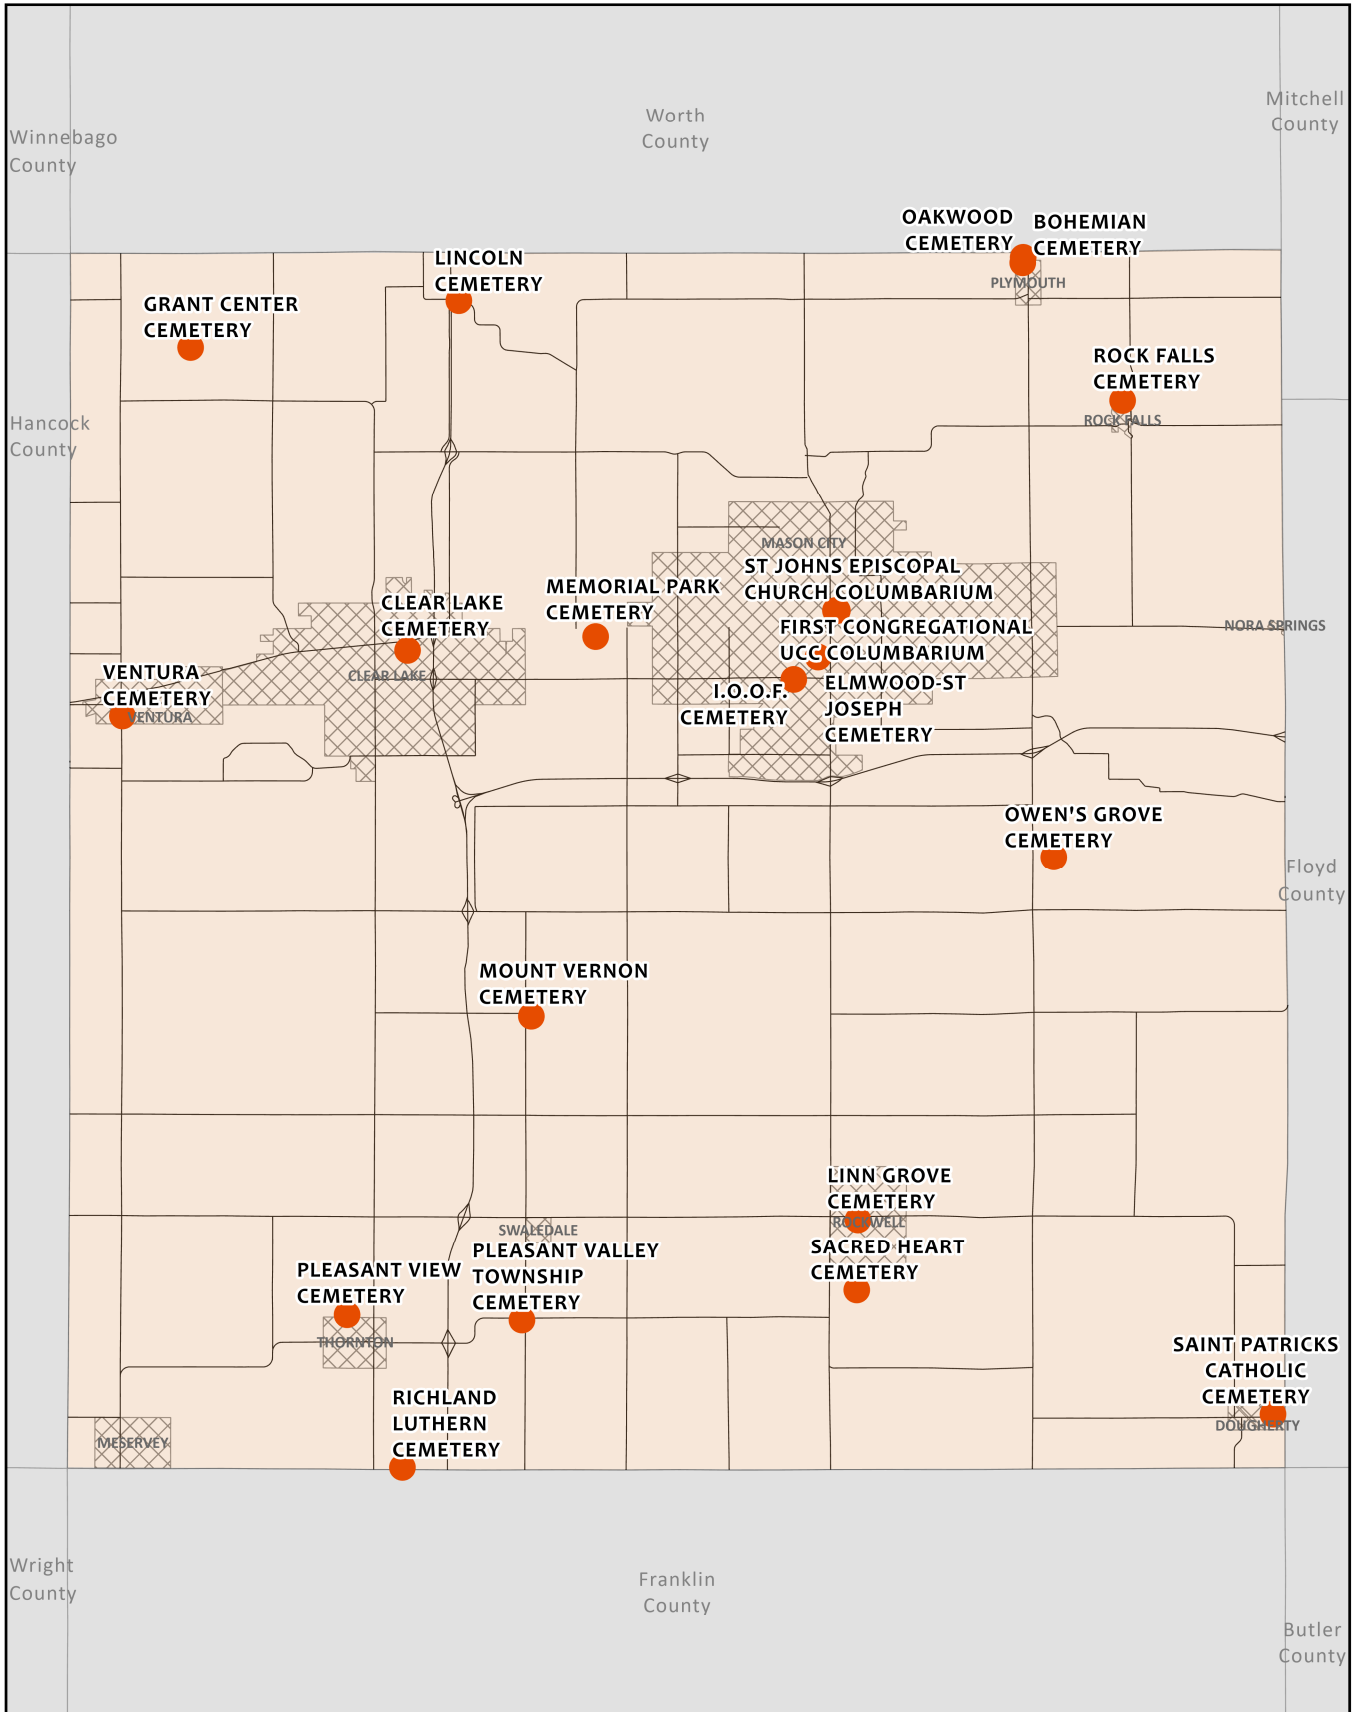 Mitchell
County
Worth
County
Winnebago
County
OAKWOOD
CEMETERY
BOHEMIAN
CEMETERY
LINCOLN
CEMETERY
PLYMOUTH
GRANT CENTER
CEMETERY
ROCK FALLS
CEMETERY
ROCK FALLS
Hancock
County
MASON CITY
ST JOHNS EPISCOPAL
CHURCH COLUMBARIUM
MEMORIAL PARK
CEMETERY
CLEAR LAKE
CEMETERY
FIRST CONGREGATIONAL
UCC COLUMBARIUM
NORA SPRINGS
VENTURA
CEMETERY
CLEAR LAKE
I.O.O.F.
CEMETERY
ELMWOOD-ST
JOSEPH
CEMETERY
VENTURA
OWEN'S GROVE
CEMETERY
Floyd
County
MOUNT VERNON
CEMETERY
LINN GROVE
CEMETERY
ROCKWELL
SWALEDALE
SACRED HEART
CEMETERY
PLEASANT VALLEY
TOWNSHIP
CEMETERY
PLEASANT VIEW
CEMETERY
THORNTON
SAINT PATRICKS
CATHOLIC
CEMETERY
RICHLAND
LUTHERN
CEMETERY
DOUGHERTY
MESERVEY
Wright
County
Franklin
County
Butler
County